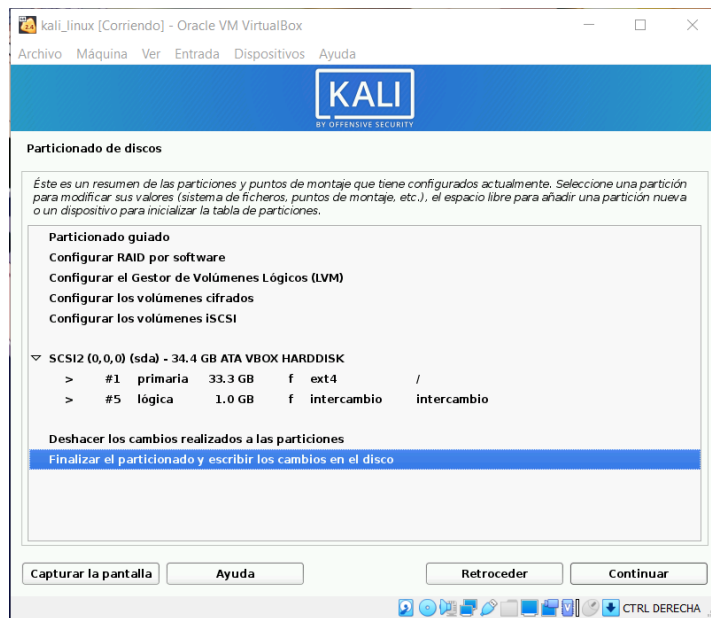 kali_linux [Corriendo] - Oracle VM VirtualBox
Archivo Máquina Ver Entrada Dispositivos Ayuda
KALI
BY OFFENSIVE SECURITY
Particionado de discos
Éste es un resumen de las particiones y puntos de montaje que tiene configurados actualmente. Seleccione una partición
para modificar sus valores (sistema de ficheros, puntos de montaje, etc.), el espacio libre para añadir una partición nueva
o un dispositivo para inicializar la tabla de particiones.
Particionado guiado
Configurar RAID por software
Configurar el Gestor de Volúmenes Lógicos (LVM)
Configurar los volúmenes cifrados
Configurar los volúmenes iSCSI
SCSI2 (0,0,0) (sda) - 34.4 GB ATA VBOX HARDDISK
> #1 primaria 33.3 GB f ext4 /
> #5 lógica 1.0 GB f intercambio intercambio
Deshacer los cambios realizados a las particiones
Finalizar el particionado y escribir los cambios en el disco
Capturar la pantalla Ayuda Retroceder Continuar
CTRL DERECHA